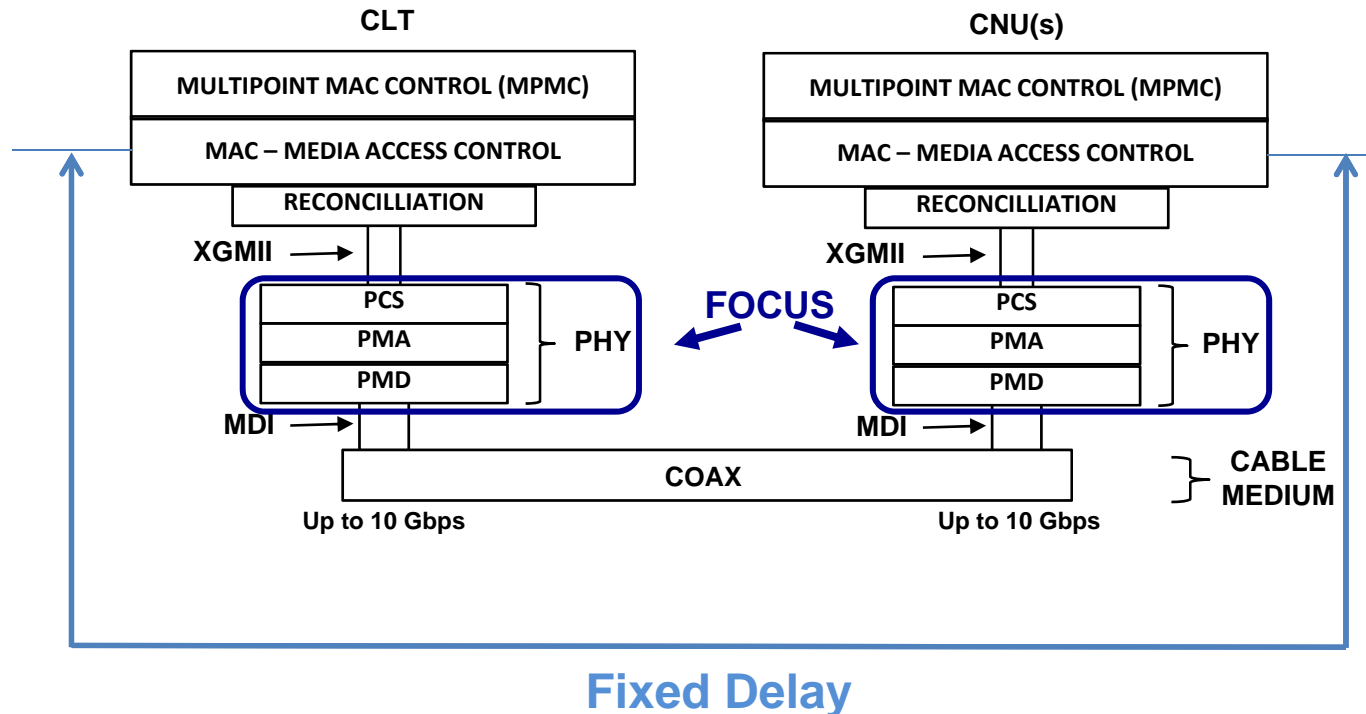 CLT
MULTIPOINT MAC CONTROL (MPMC)
MAC – MEDIA ACCESS CONTROL
RECONCILLIATION
XGMII
PCS
PMA
PMD
PHY
MDI
FOCUS
CNU(s)
MULTIPOINT MAC CONTROL (MPMC)
MAC – MEDIA ACCESS CONTROL
RECONCILLIATION
XGMII
PCS
PMA
PMD
PHY
MDI
COAX
CABLE
MEDIUM
Up to 10 Gbps
Up to 10 Gbps
Fixed Delay